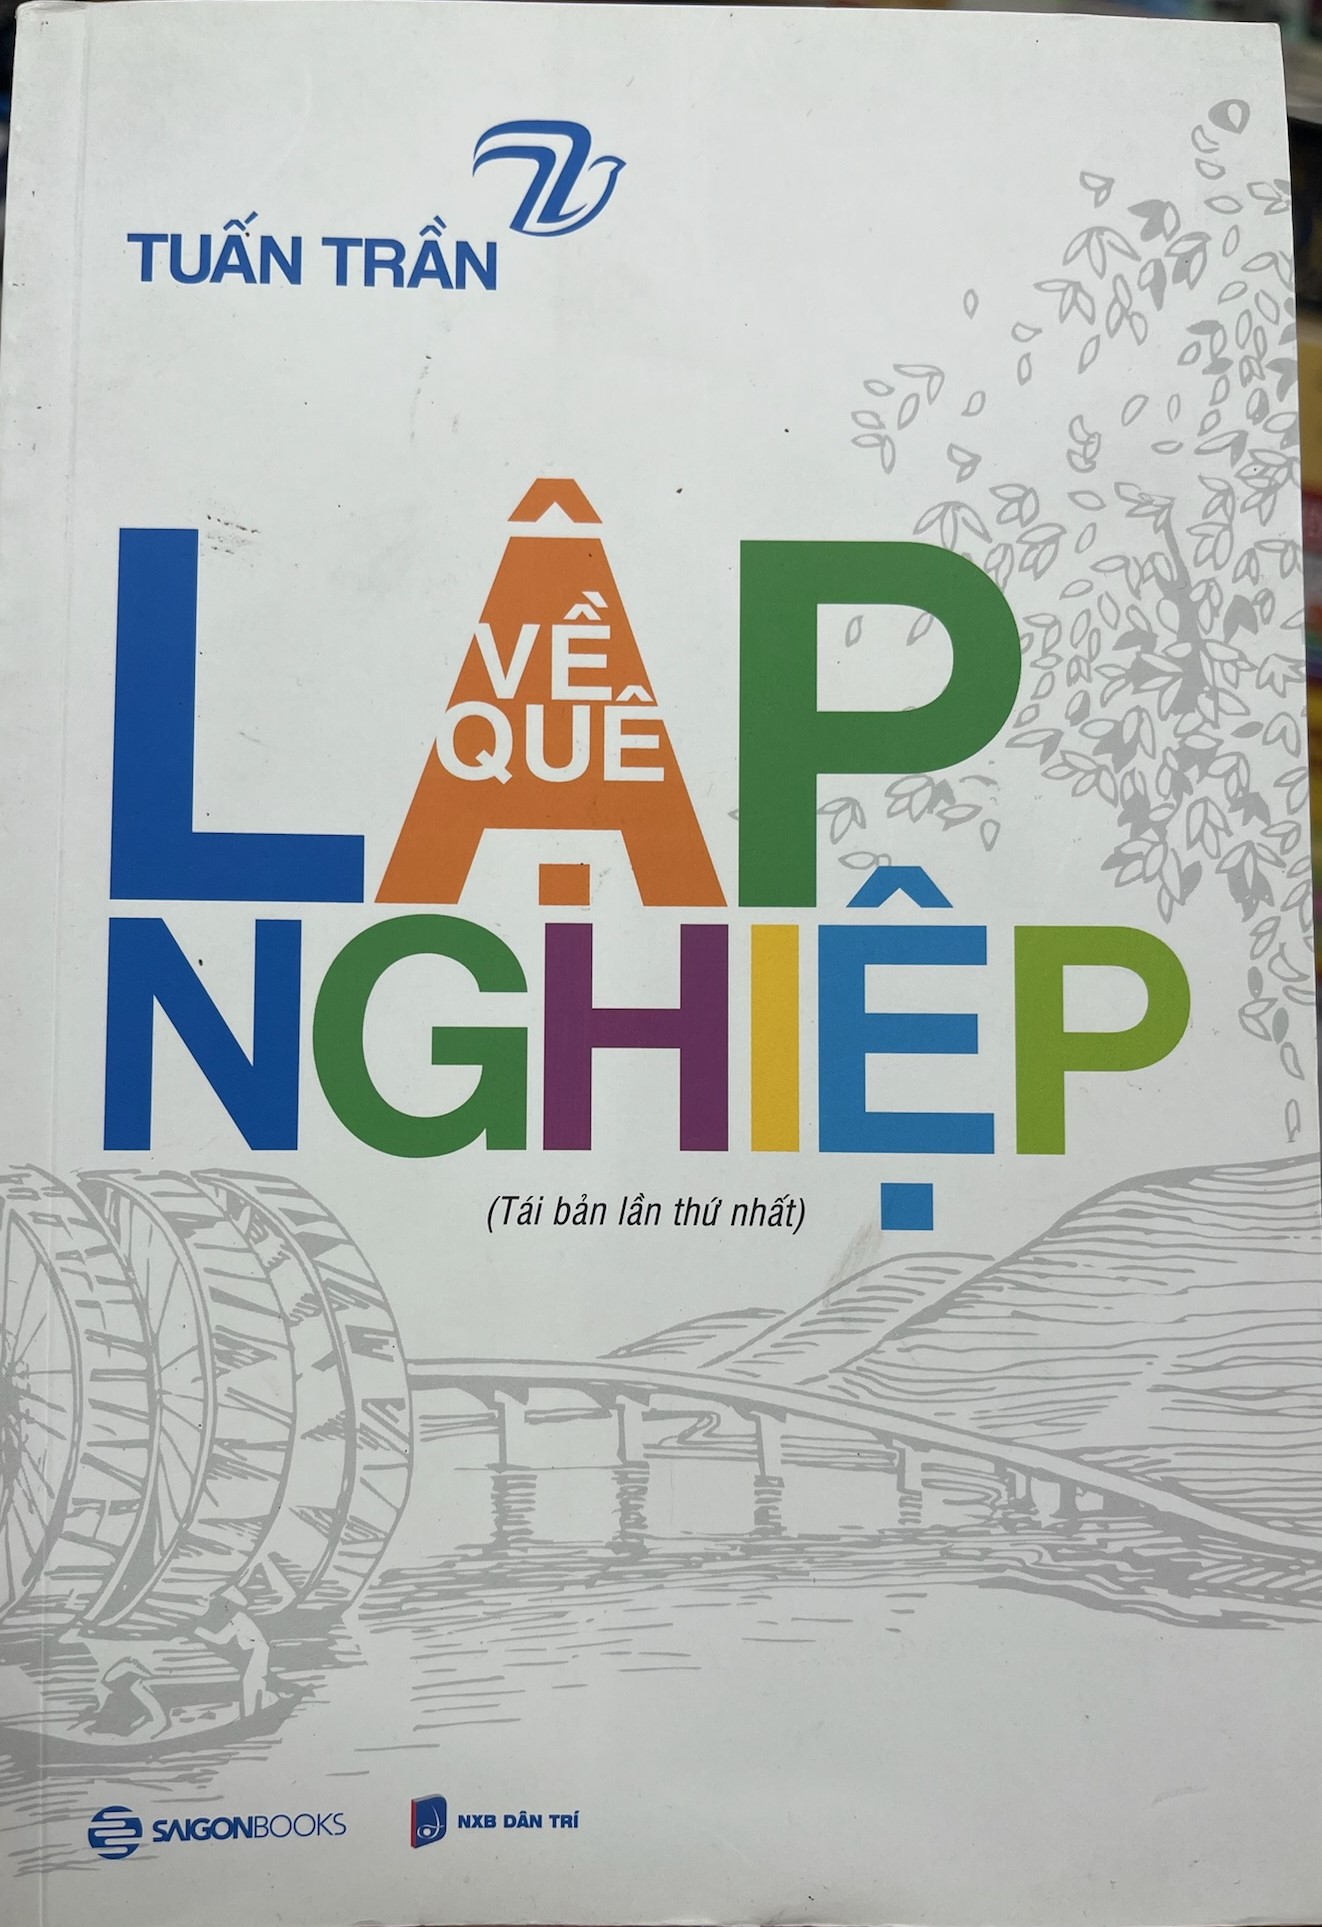 TUẤN TRẦN
VỀ
QUÊ
LẬP
NGHIỆP
(Tái bản lần thứ nhất)
SAIGONBOOKS
NXB DÂN TRÍ